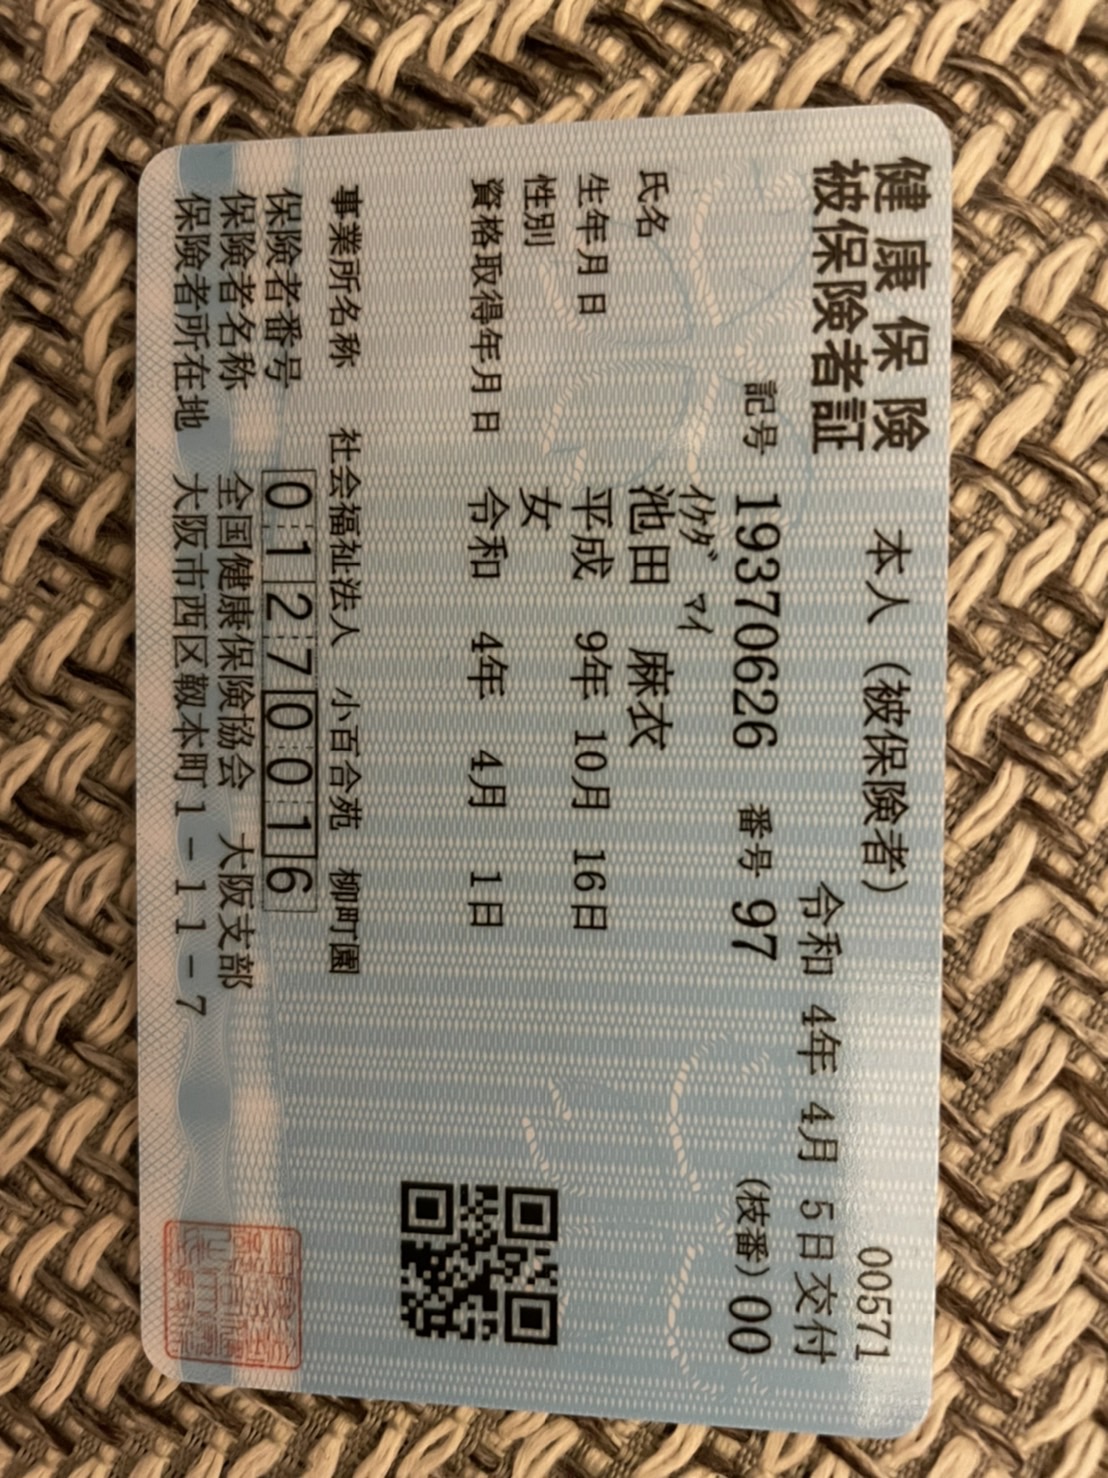 健康保険
被保険者証
本人（被保険者）
00571
令和 4年 4月 5日交付
記号 19370626 番号 97 (枝番) 00
ｲｹﾀﾞ ﾏｲ
氏名 池田 麻衣
生年月日 平成 9年 10月 16日
性別 女
資格取得年月日 令和 4年 4月 1日
事業所名称 社会福祉法人 小百合苑 柳町園
保険者番号 01270016
保険者名称 全国健康保険協会 大阪支部
保険者所在地 大阪市西区靱本町1-11-7